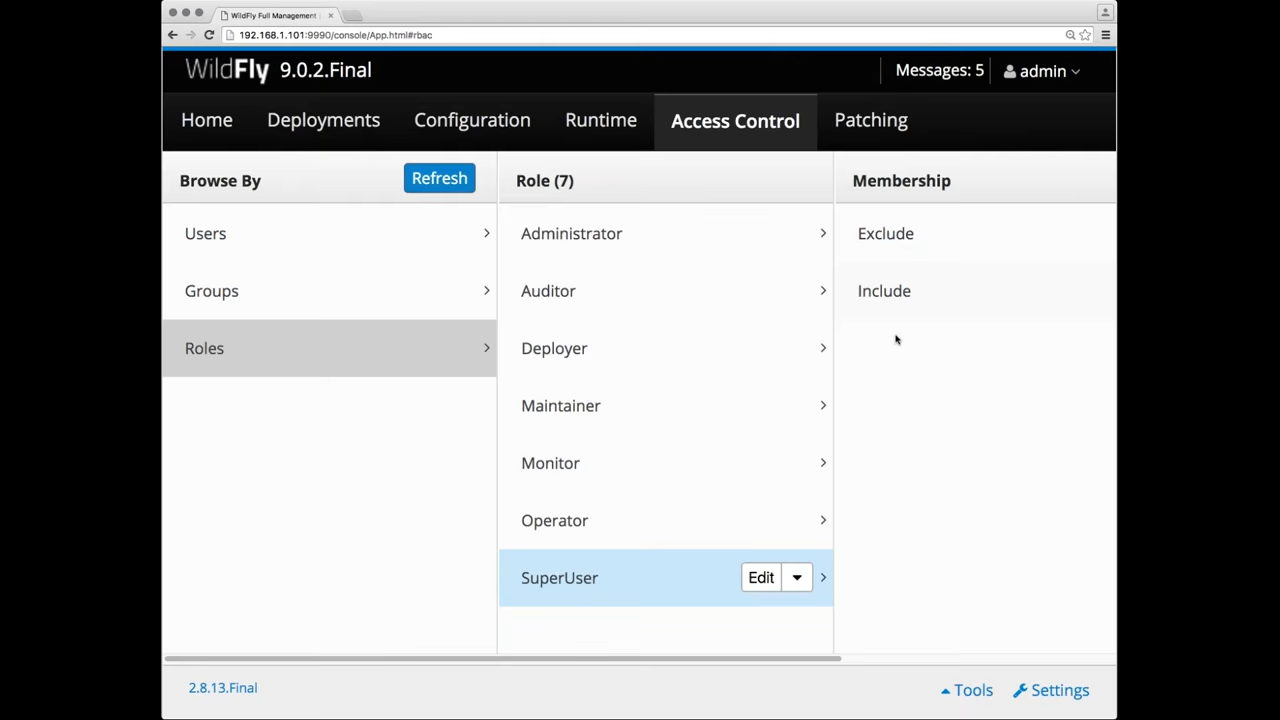 WildFly Full Management
192.168.1.101:9990/console/App.html#rbac
WildFly 9.0.2.Final
Messages: 5
admin
Home
Deployments
Configuration
Runtime
Access Control
Patching
Browse By
Refresh
Role (7)
Membership
Users
Administrator
Exclude
Groups
Auditor
Include
Roles
Deployer
Maintainer
Monitor
Operator
SuperUser
Edit
2.8.13.Final
Tools
Settings